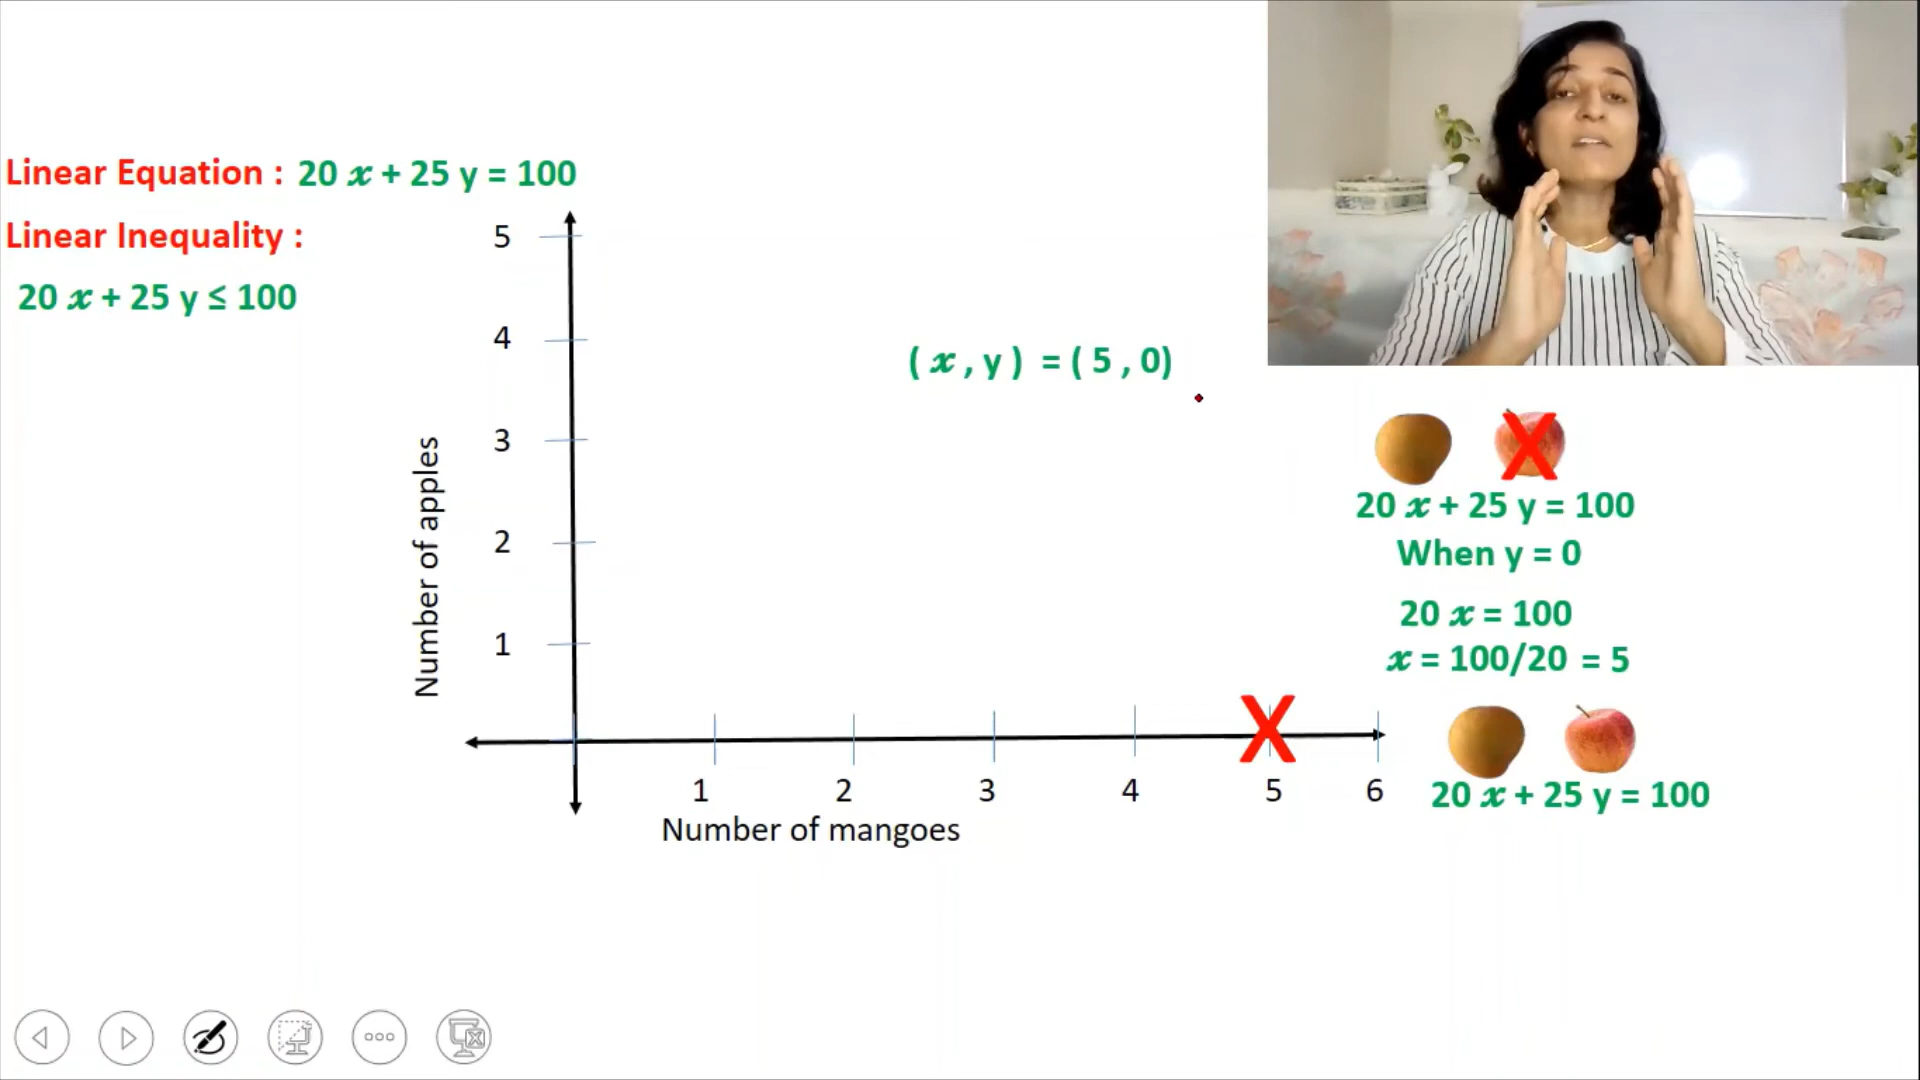 Linear Equation : 20 x + 25 y = 100
Linear Inequality :
20 x + 25 y ≤ 100
5
4
3
2
1
Number of apples
( x , y ) = ( 5 , 0)
X
1 2 3 4 5 6
Number of mangoes
X
20 x + 25 y = 100
When y = 0
20 x = 100
x = 100/20 = 5
20 x + 25 y = 100